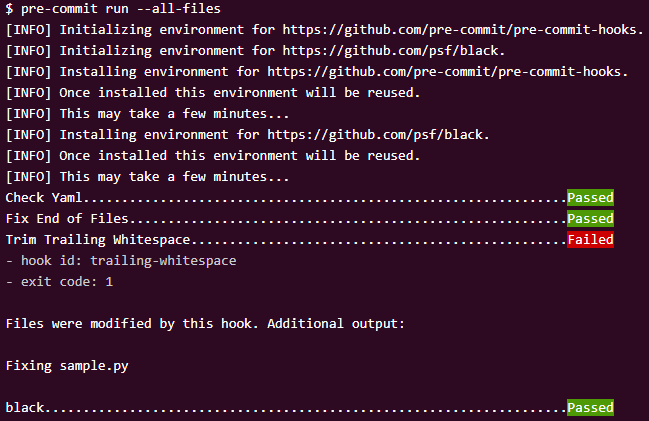 $ pre-commit run --all-files
[INFO] Initializing environment for https://github.com/pre-commit/pre-commit-hooks.
[INFO] Initializing environment for https://github.com/psf/black.
[INFO] Installing environment for https://github.com/pre-commit/pre-commit-hooks.
[INFO] Once installed this environment will be reused.
[INFO] This may take a few minutes...
[INFO] Installing environment for https://github.com/psf/black.
[INFO] Once installed this environment will be reused.
[INFO] This may take a few minutes...
Check Yaml...............................................................Passed
Fix End of Files.........................................................Passed
Trim Trailing Whitespace.................................................Failed
- hook id: trailing-whitespace
- exit code: 1
Files were modified by this hook. Additional output:
Fixing sample.py
black....................................................................Passed